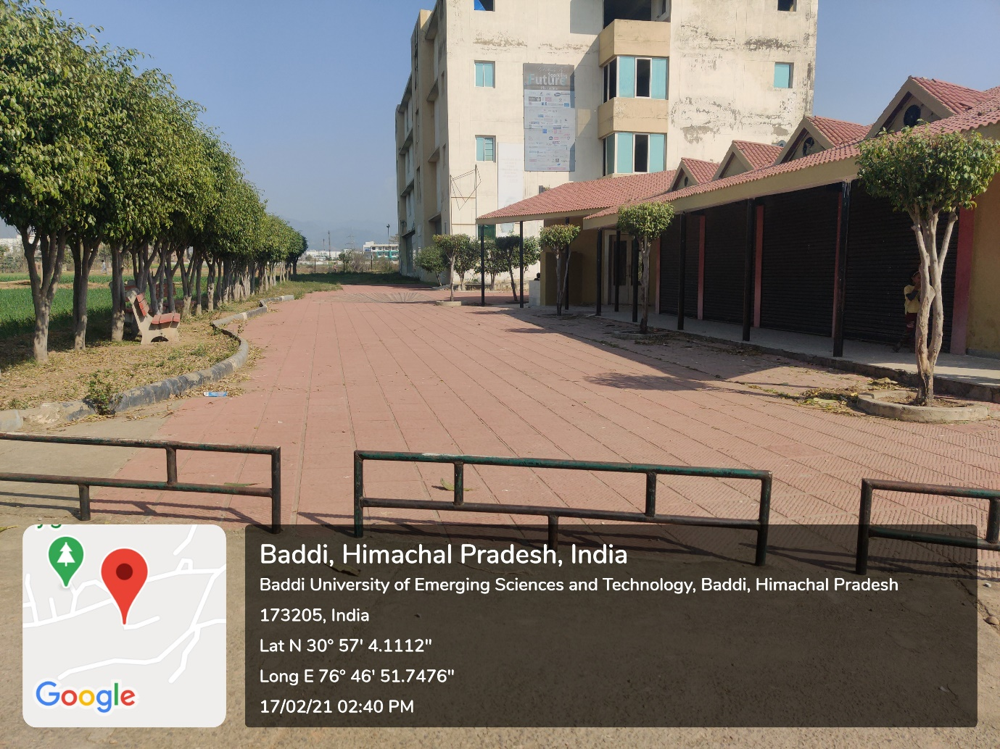 Sparkling
Future
Baddi, Himachal Pradesh, India
Baddi University of Emerging Sciences and Technology, Baddi, Himachal Pradesh
173205, India
Lat N 30° 57' 4.1112"
Long E 76° 46' 51.7476"
17/02/21 02:40 PM
Google